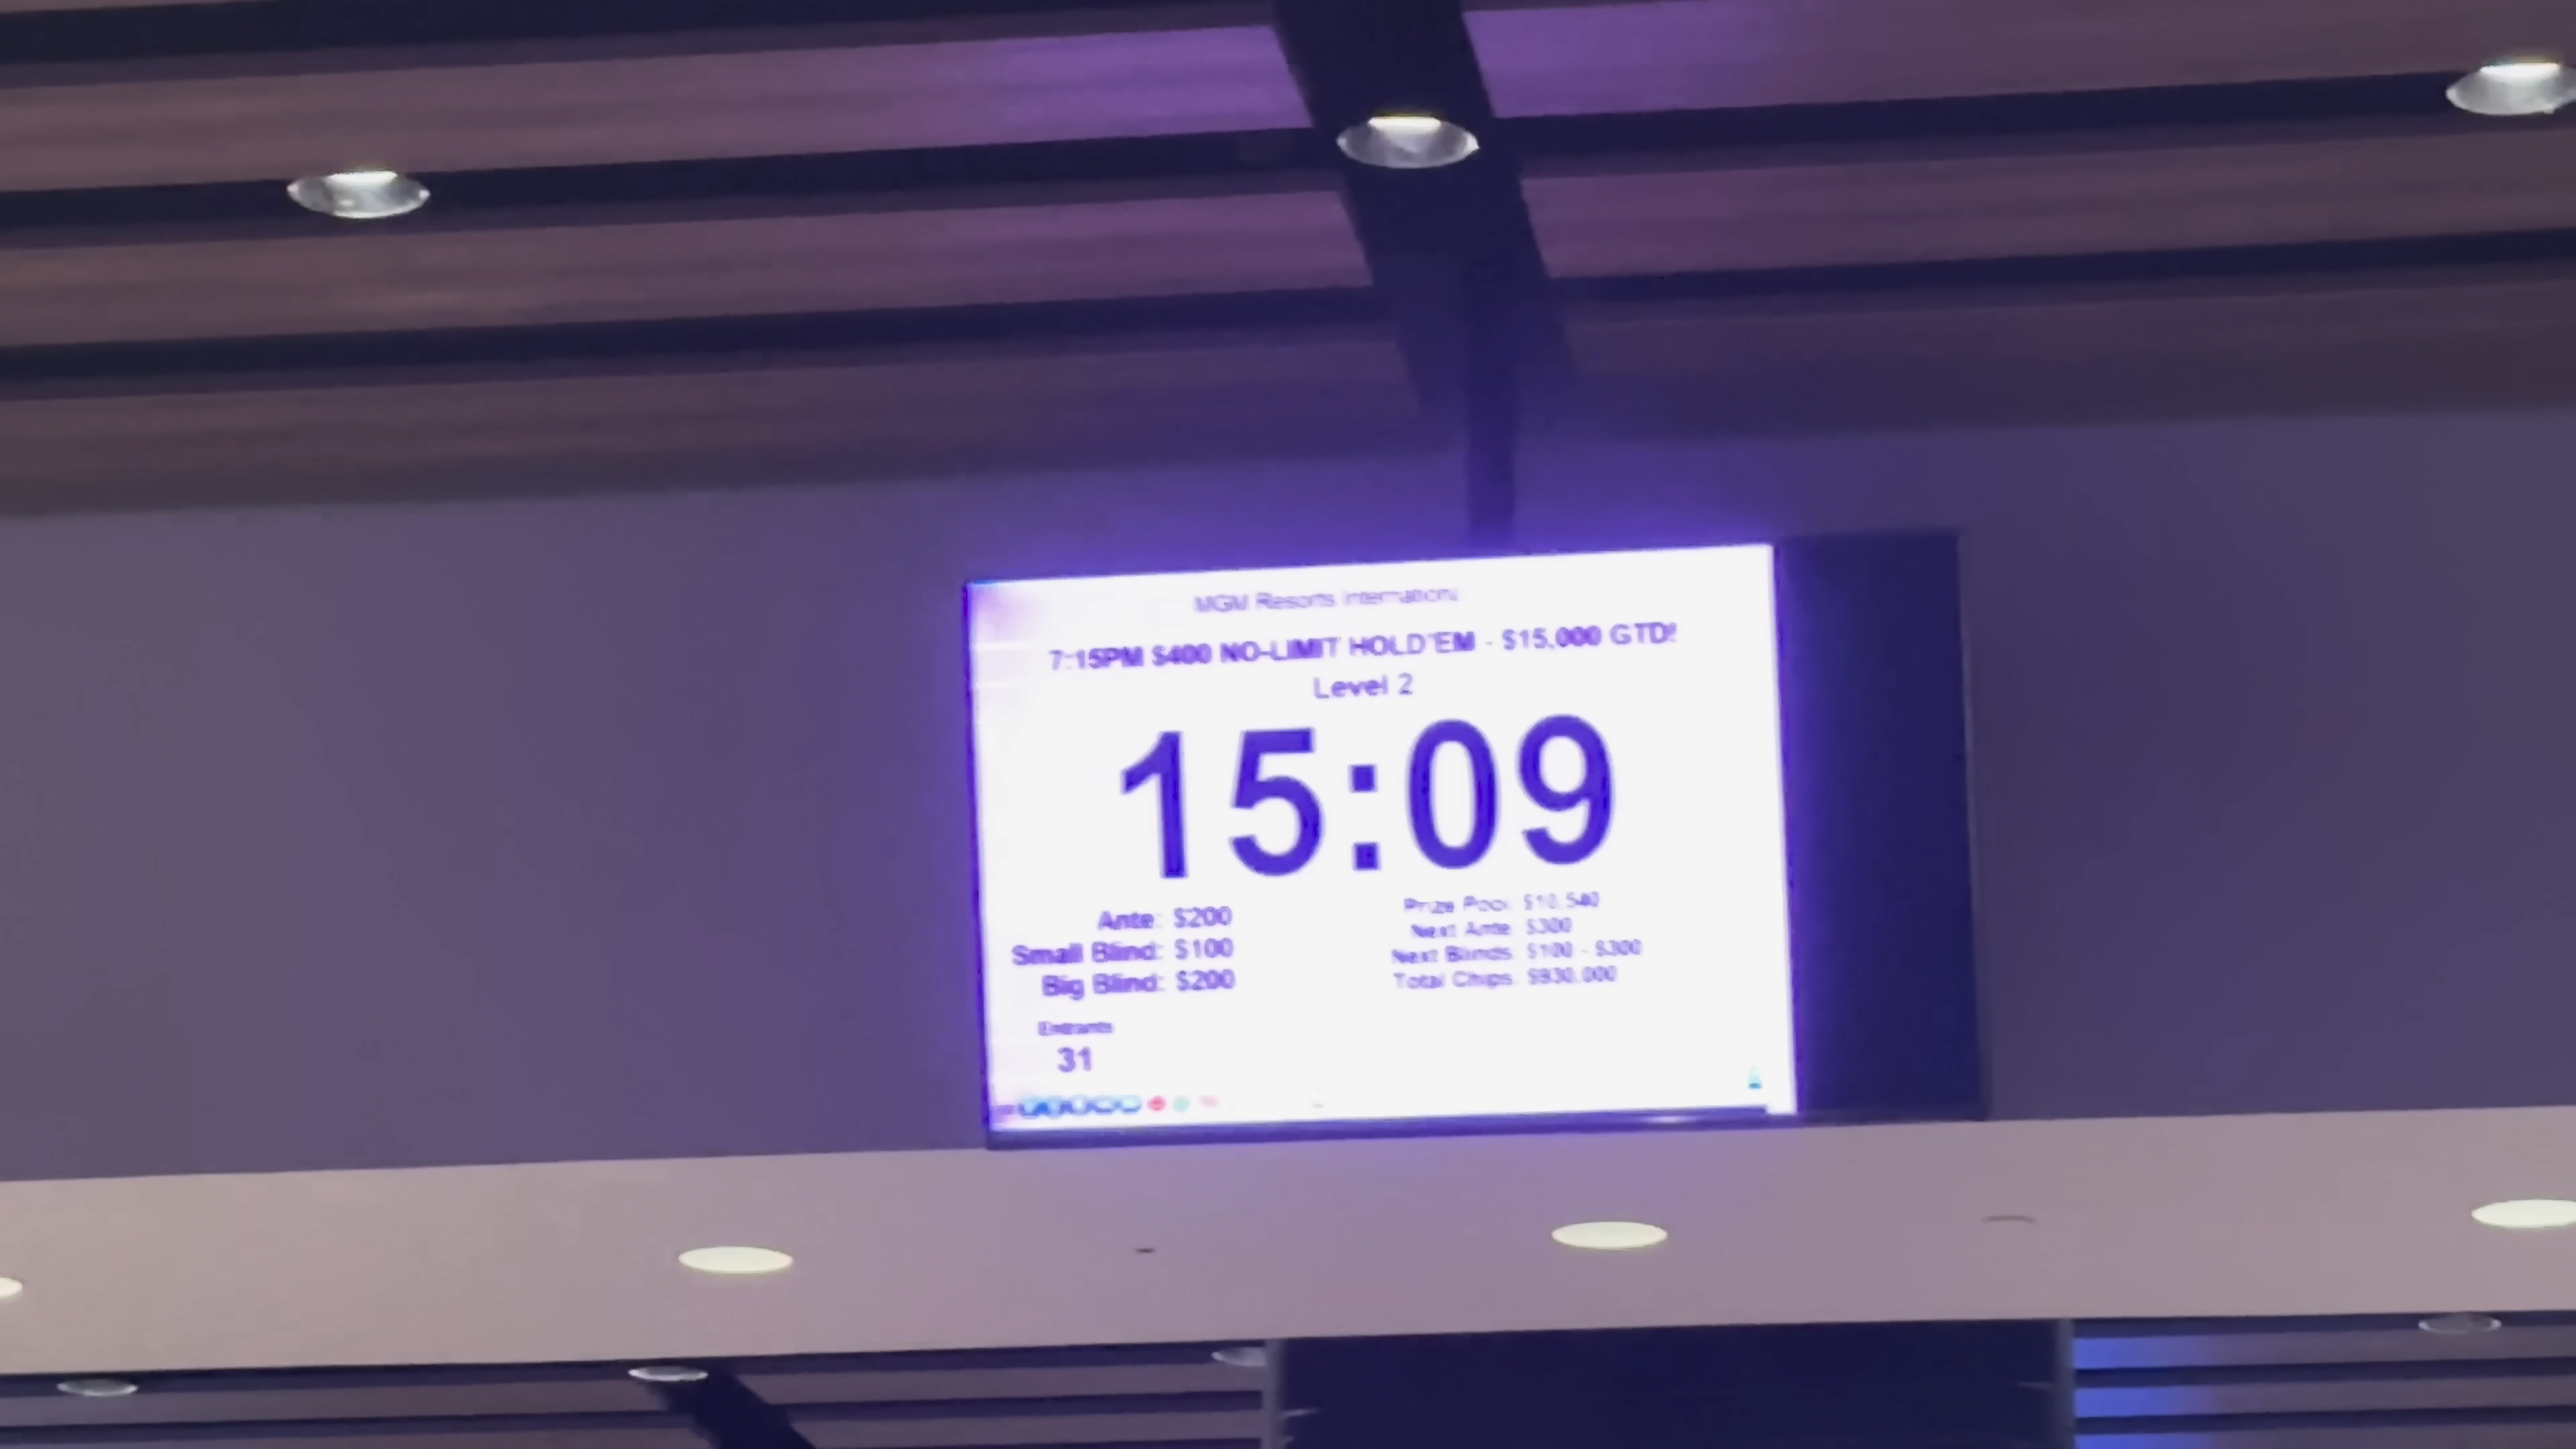 MGM Resorts International
7:15PM $400 NO-LIMIT HOLD'EM - $15,000 GTD!
Level 2
15:09
Ante: $200
Small Blind: $100
Big Blind: $200
Prize Pool: $10,540
Next Ante: $300
Next Blinds: $100 - $300
Total Chips: $930,000
Entrants
31